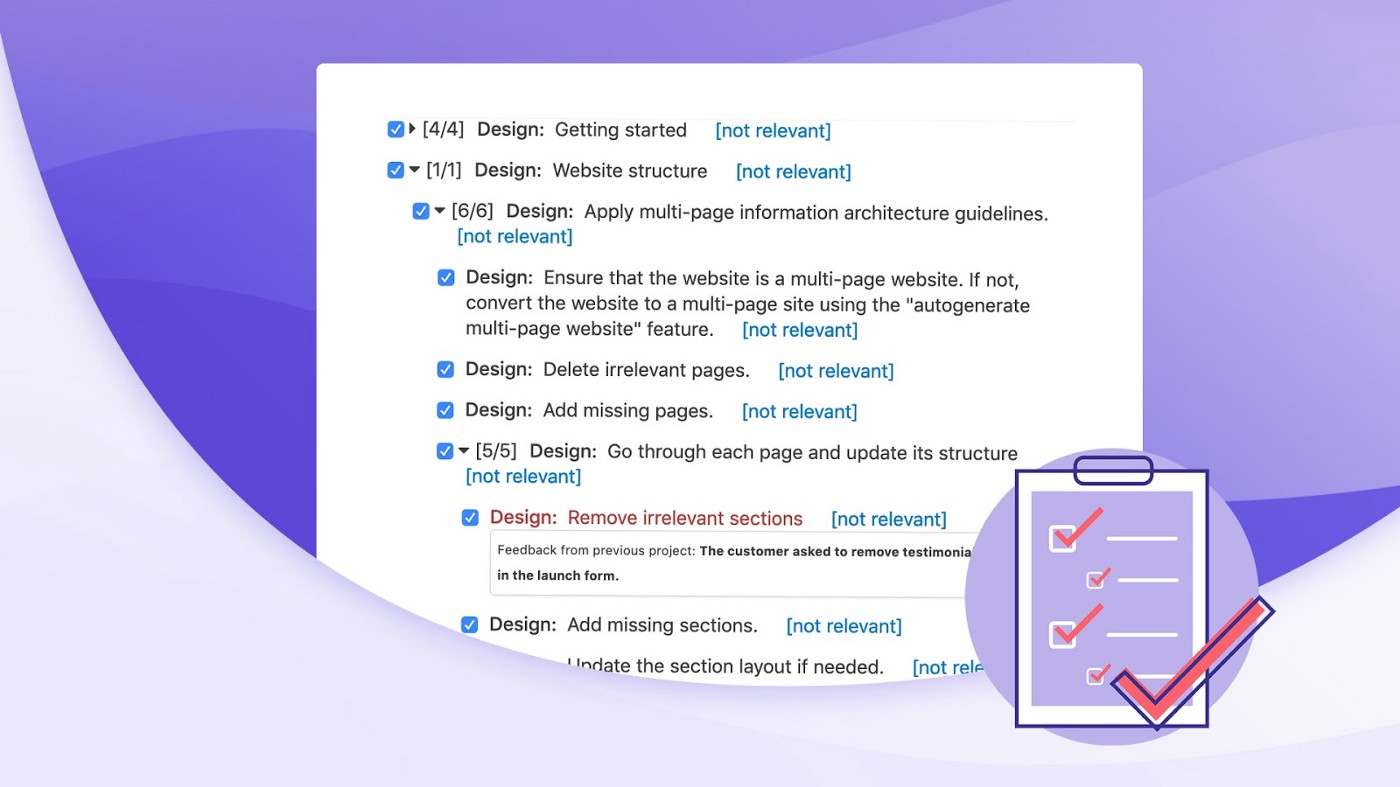 [4/4] Design: Getting started [not relevant]
[1/1] Design: Website structure [not relevant]
[6/6] Design: Apply multi-page information architecture guidelines.
[not relevant]
Design: Ensure that the website is a multi-page website. If not,
convert the website to a multi-page site using the "autogenerate
multi-page website" feature. [not relevant]
Design: Delete irrelevant pages. [not relevant]
Design: Add missing pages. [not relevant]
[5/5] Design: Go through each page and update its structure
[not relevant]
Design: Remove irrelevant sections [not relevant]
Feedback from previous project: The customer asked to remove
in the launch form.
Design: Add missing sections. [not relevant]
Update the section layout if needed. [not